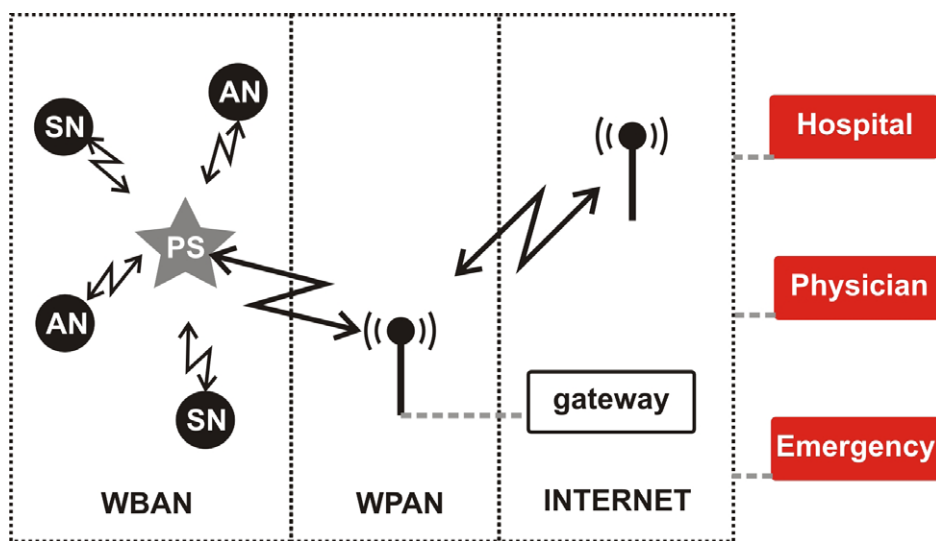 AN
SN
Hospital
PS
Physician
AN
gateway
SN
Emergency
WBAN
WPAN
INTERNET